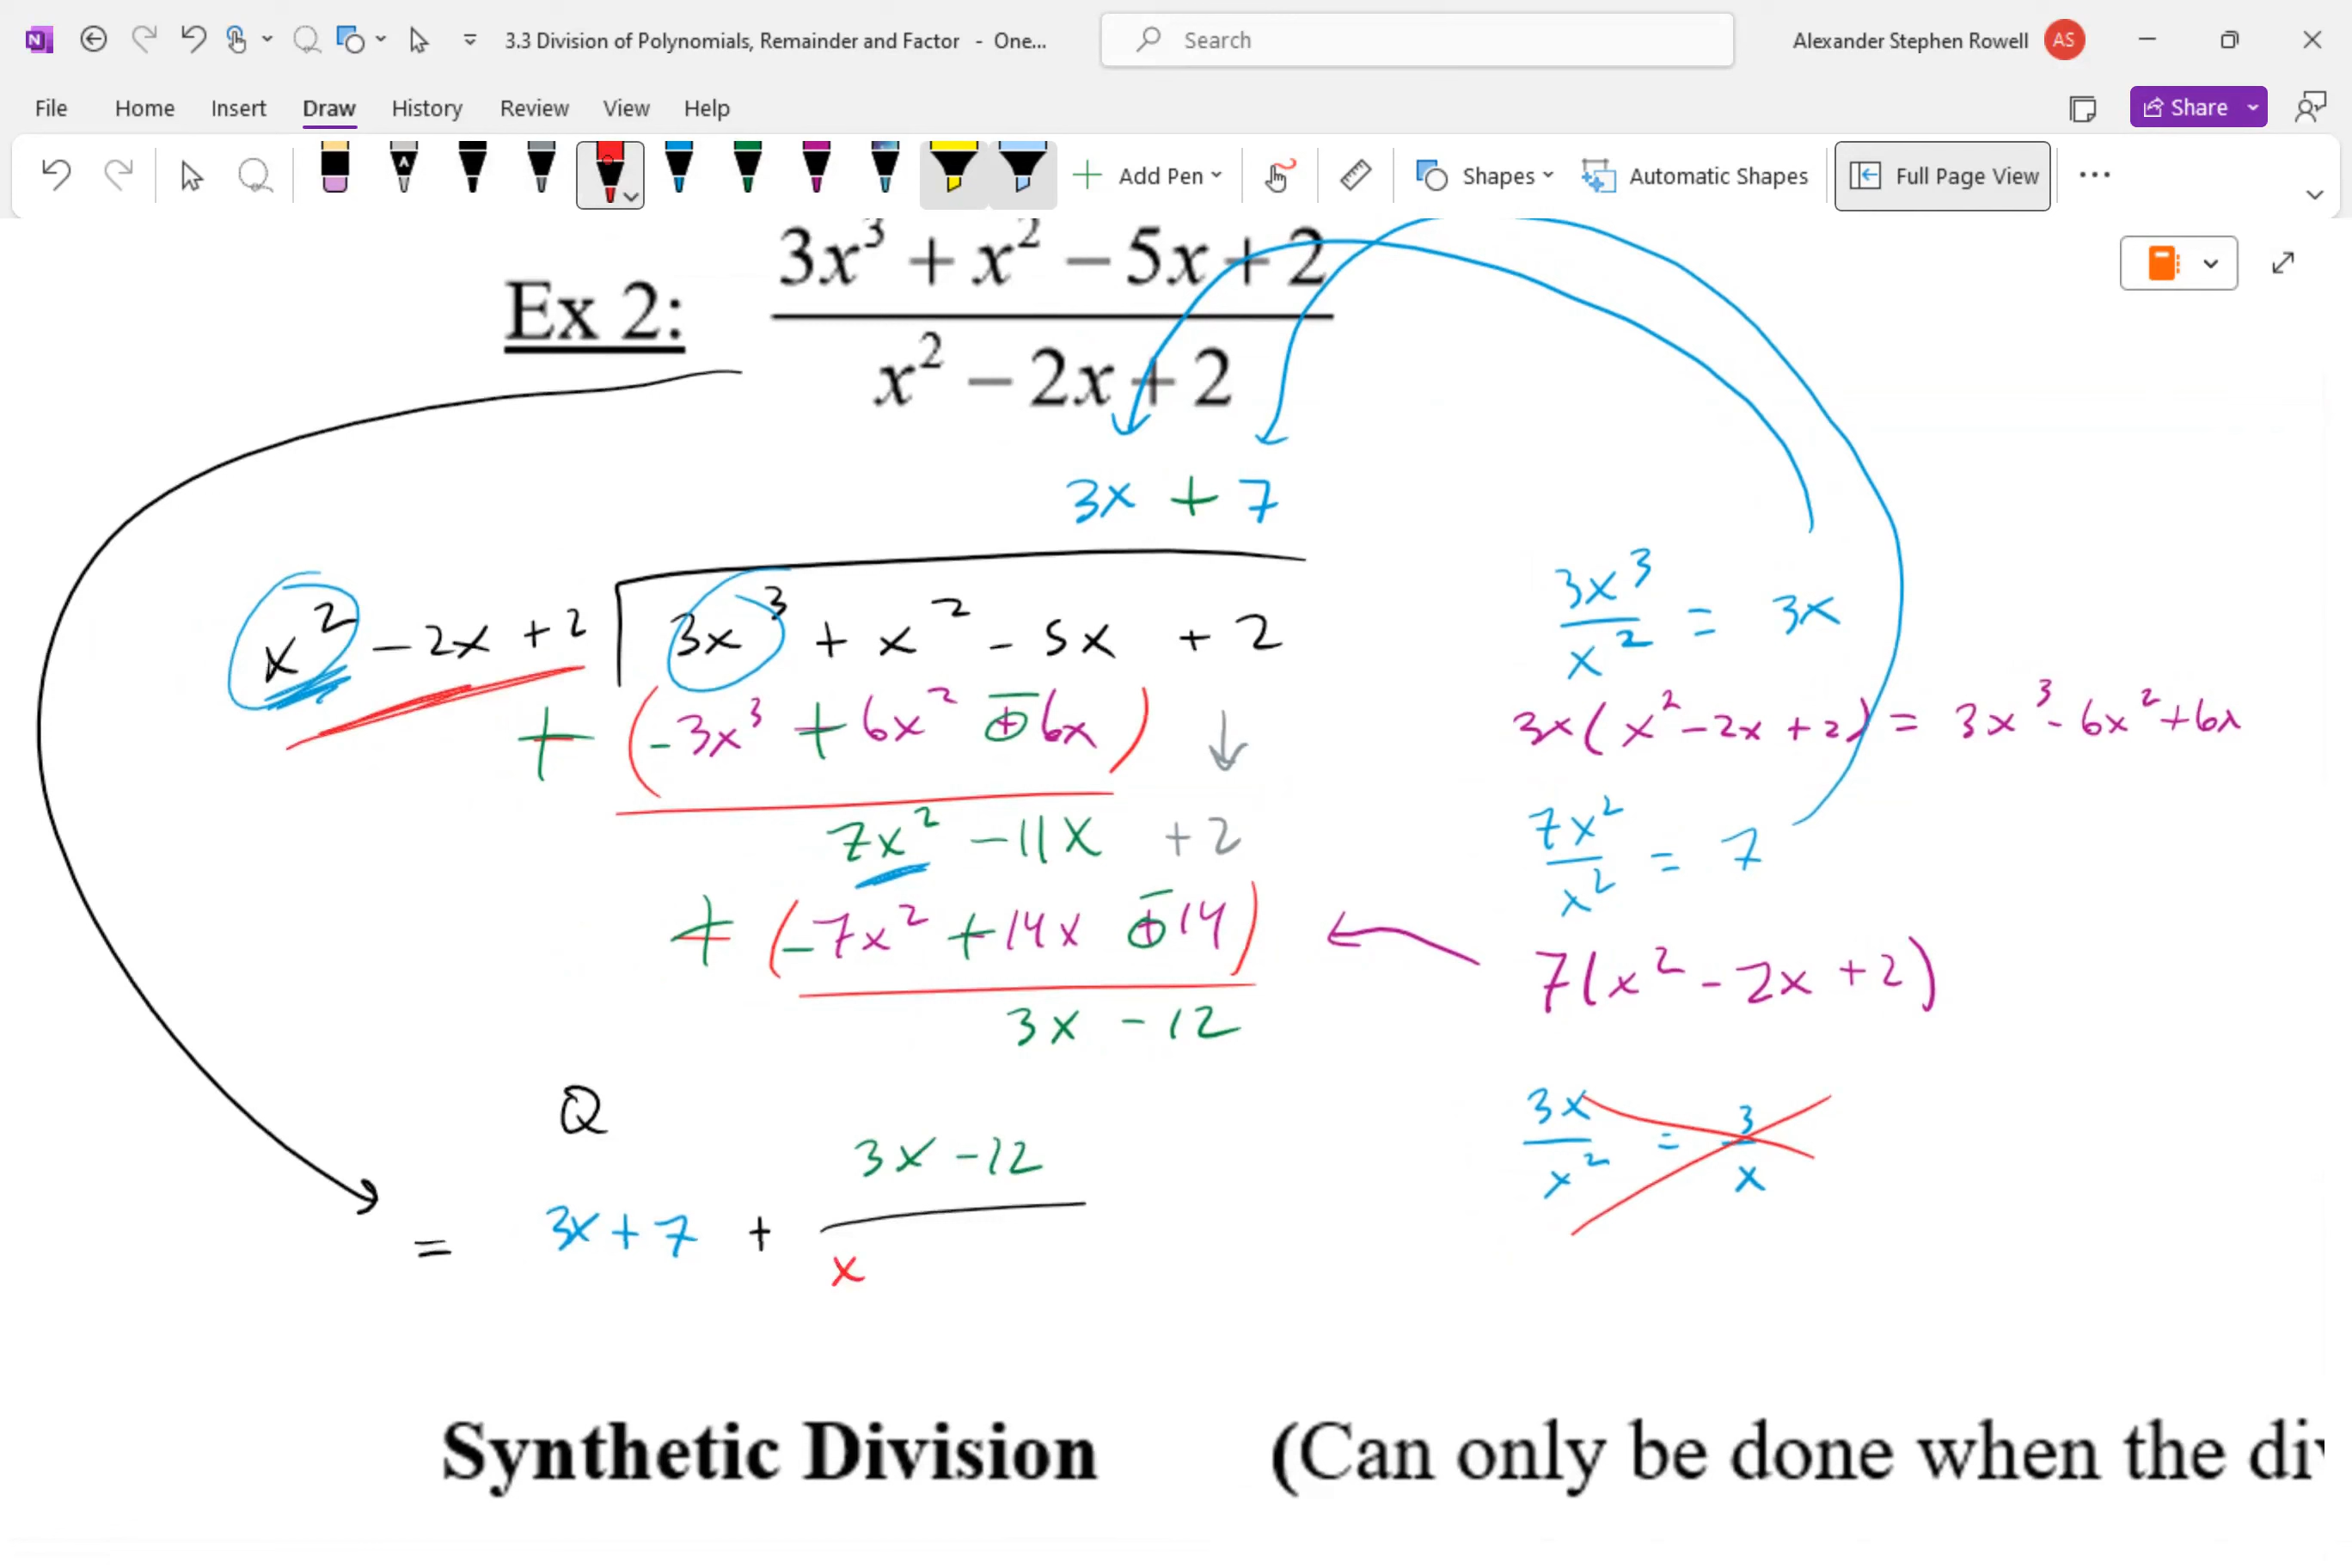 3.3 Division of Polynomials, Remainder and Factor - One...
Search
Alexander Stephen Rowell AS
File Home Insert Draw History Review View Help
Share
A
Add Pen
Shapes
Automatic Shapes
Full Page View
Ex 2: (3x³ + x² − 5x + 2)/(x² − 2x + 2)
3x + 7
x² − 2x + 2 3x³ + x² − 5x + 2
3x³/x² = 3x
+ (−3x³ + 6x² − + 6x)
3x(x² − 2x + 2) = 3x³ − 6x² + 6x
7x² − 11x + 2
7x²/x² = 7
+ (−7x² + 14x − + 14)
7(x² − 2x + 2)
3x − 12
Q
3x/x² = 3/x
= 3x + 7 + (3x − 12)/x
Synthetic Division (Can only be done when the